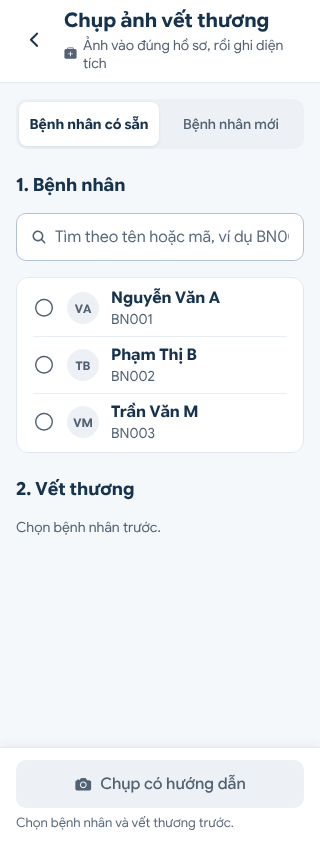 Chụp ảnh vết thương
Ảnh vào đúng hồ sơ, rồi ghi diện
tích
Bệnh nhân có sẵn
Bệnh nhân mới
1. Bệnh nhân
Tìm theo tên hoặc mã, ví dụ BN0
VA
Nguyễn Văn A
BN001
TB
Phạm Thị B
BN002
VM
Trần Văn M
BN003
2. Vết thương
Chọn bệnh nhân trước.
Chụp có hướng dẫn
Chọn bệnh nhân và vết thương trước.